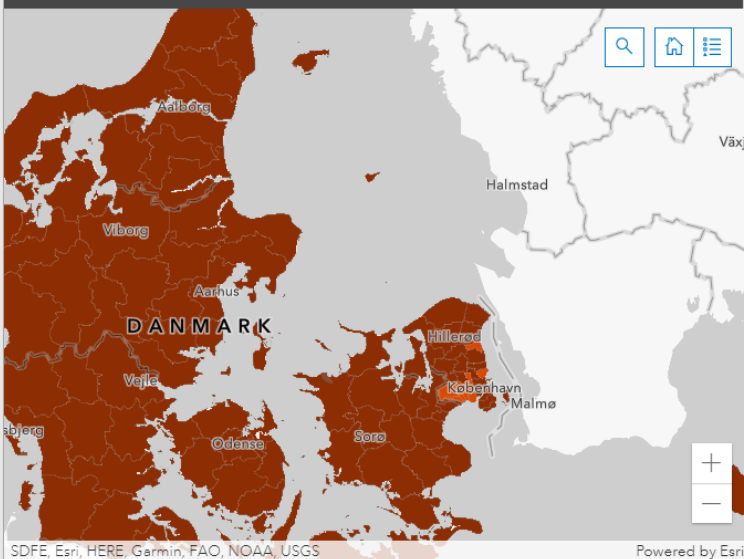 Aalborg
Växj
Halmstad
Viborg
Aarhus
DANMARK
Hillerød
Vejle
København
Malmø
sbjerg
Odense
Sorø
SDFE, Esri, HERE, Garmin, FAO, NOAA, USGS
Powered by Esri